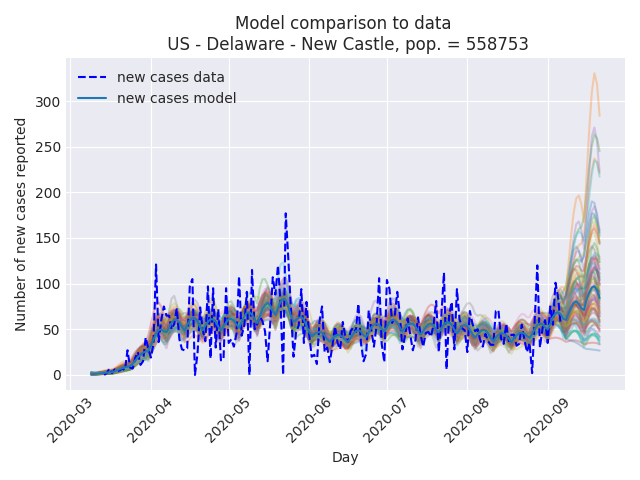 Model comparison to data
US - Delaware - New Castle, pop. = 558753
new cases data
new cases model
Number of new cases reported
300
250
200
150
100
50
0
2020-03
2020-04
2020-05
2020-06
2020-07
2020-08
2020-09
Day